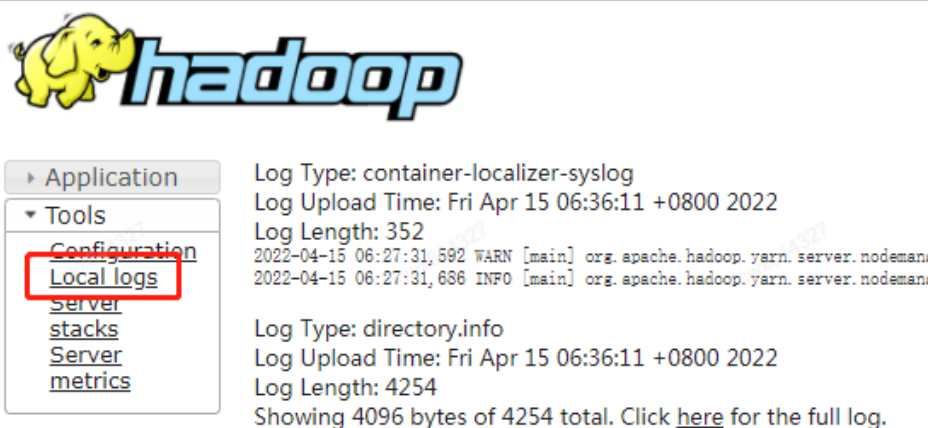 hadoop
Application
Tools
Configuration
Local logs
Server
stacks
Server
metrics
Log Type: container-localizer-syslog
Log Upload Time: Fri Apr 15 06:36:11 +0800 2022
Log Length: 352
2022-04-15 06:27:31,592 WARN [main] org.apache.hadoop.yarn.server.nodemana
2022-04-15 06:27:31,686 INFO [main] org.apache.hadoop.yarn.server.nodemana
Log Type: directory.info
Log Upload Time: Fri Apr 15 06:36:11 +0800 2022
Log Length: 4254
Showing 4096 bytes of 4254 total. Click here for the full log.